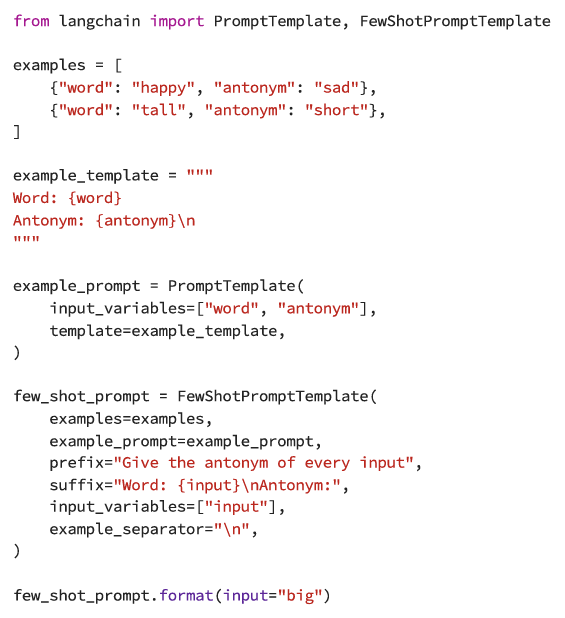 from langchain import PromptTemplate, FewShotPromptTemplate

examples = [
    {"word": "happy", "antonym": "sad"},
    {"word": "tall", "antonym": "short"},
]

example_template = """
Word: {word}
Antonym: {antonym}\n
"""

example_prompt = PromptTemplate(
    input_variables=["word", "antonym"],
    template=example_template,
)

few_shot_prompt = FewShotPromptTemplate(
    examples=examples,
    example_prompt=example_prompt,
    prefix="Give the antonym of every input",
    suffix="Word: {input}\nAntonym:",
    input_variables=["input"],
    example_separator="\n",
)

few_shot_prompt.format(input="big")